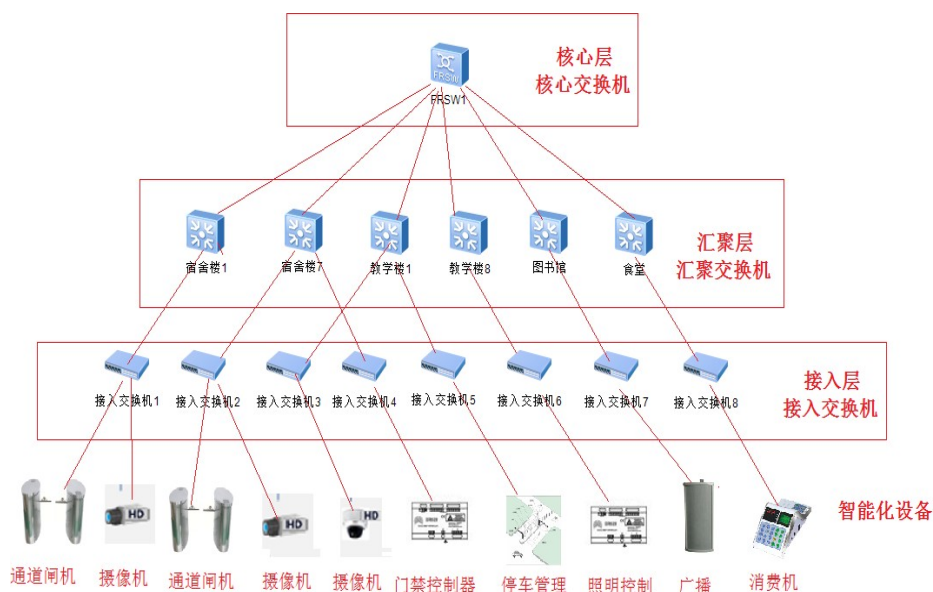 核心层
核心交换机
FRSW
FRSW1
汇聚层
汇聚交换机
宿舍楼1
宿舍楼7
教学楼1
教学楼8
图书馆
食堂
接入层
接入交换机
接入交换机1
接入交换机2
接入交换机3
接入交换机4
接入交换机5
接入交换机6
接入交换机7
接入交换机8
智能化设备
HD
HD
HD
通道闸机
摄像机
通道闸机
摄像机
摄像机
门禁控制器
停车管理
照明控制
广播
消费机